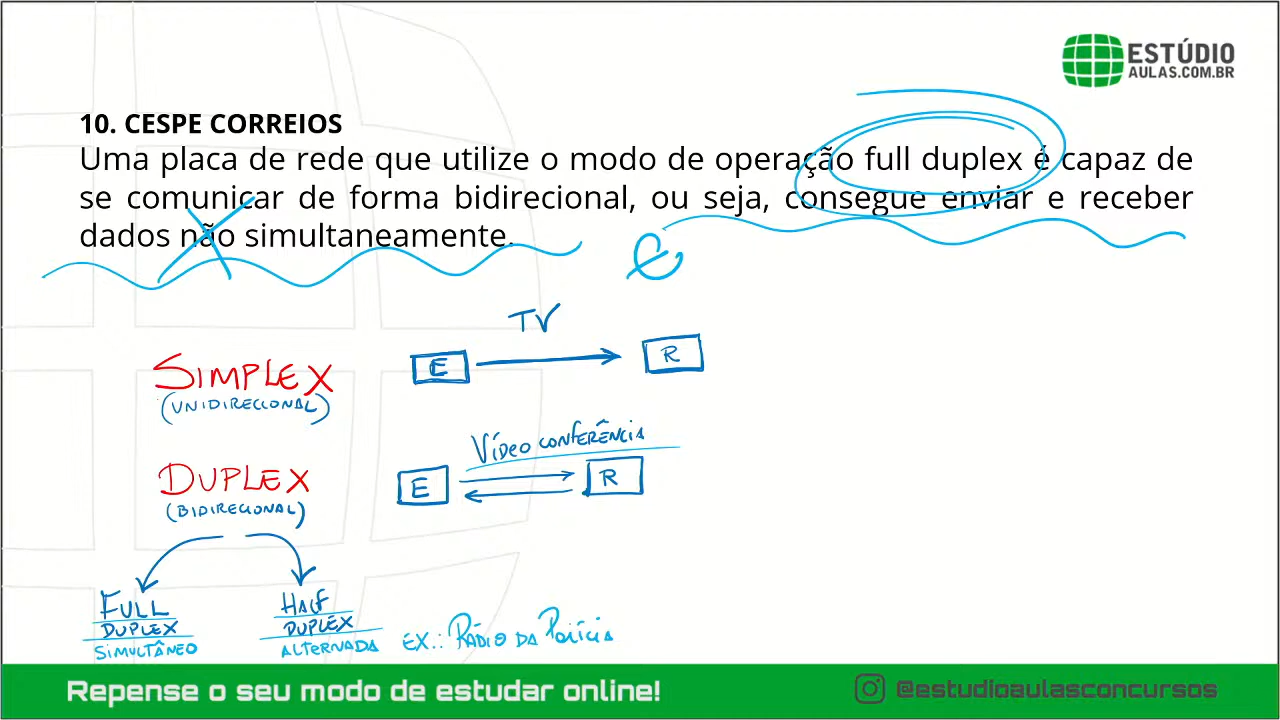 ESTÚDIO
AULAS.COM.BR
10. CESPE CORREIOS
Uma placa de rede que utilize o modo de operação full duplex é capaz de
se comunicar de forma bidirecional, ou seja, consegue enviar e receber
dados não simultaneamente.
E
TV
SIMPLEX
(UNIDIRECIONAL)
E
R
VÍDEO CONFERÊNCIA
DUPLEX
(BIDIRECIONAL)
E
R
FULL
DUPLEX
SIMULTÂNEO
HALF
DUPLEX
ALTERNADA
EX.: RÁDIO DA POLÍCIA
Repense o seu modo de estudar online!
@estudioaulasconcursos